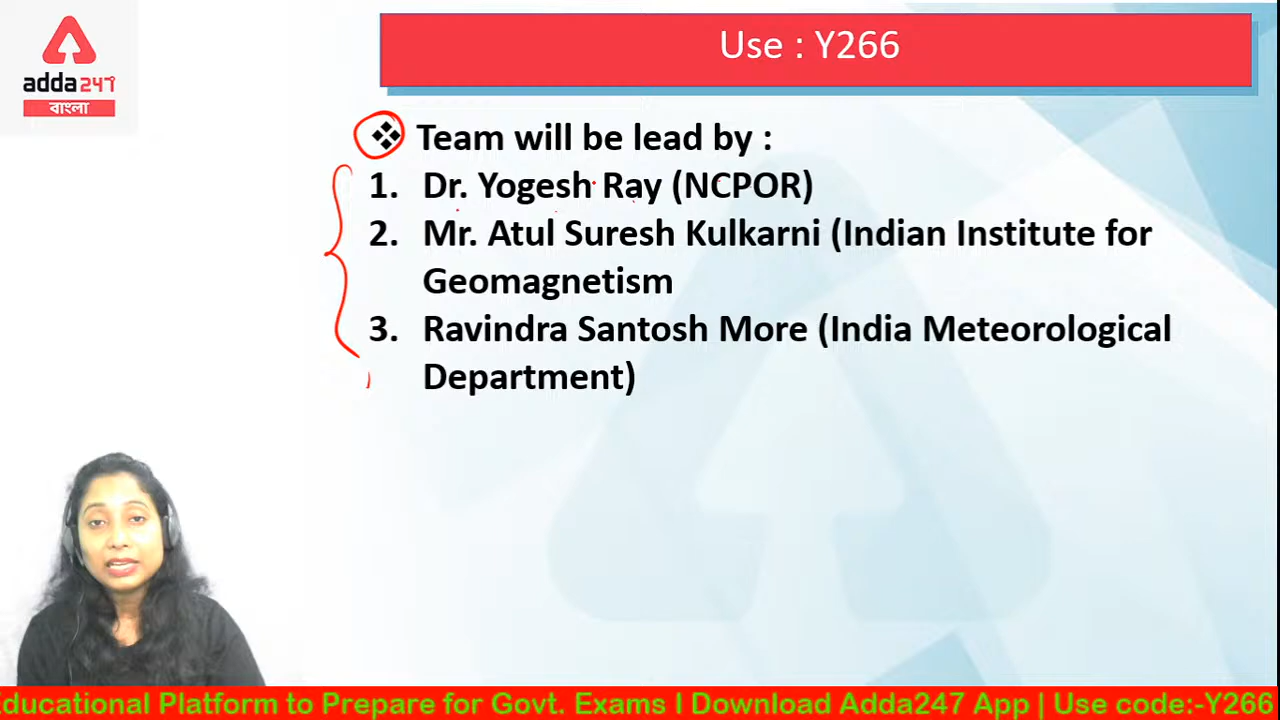 adda247
বাংলা
Use : Y266
Team will be lead by :
1. Dr. Yogesh Ray (NCPOR)
2. Mr. Atul Suresh Kulkarni (Indian Institute for
Geomagnetism
3. Ravindra Santosh More (India Meteorological
Department)
Educational Platform to Prepare for Govt. Exams I Download Adda247 App | Use code:-Y266